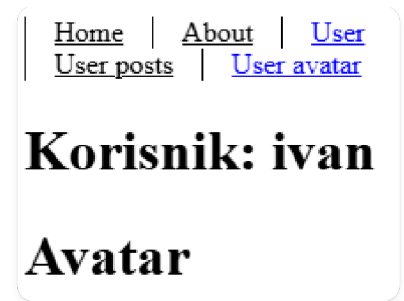 Home About User
User posts User avatar
Korisnik: ivan
Avatar